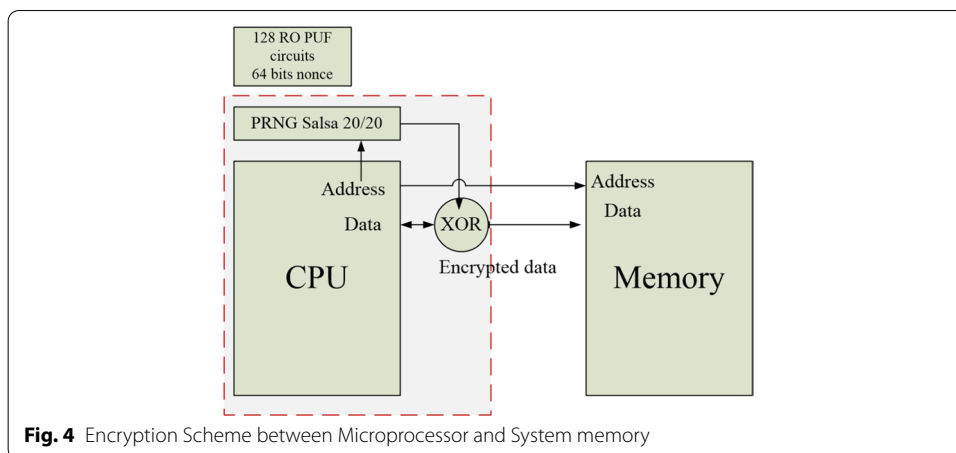 128 RO PUF
circuits
64 bits nonce
PRNG Salsa 20/20
Address
Data
CPU
XOR
Encrypted data
Address
Data
Memory
Fig. 4 Encryption Scheme between Microprocessor and System memory